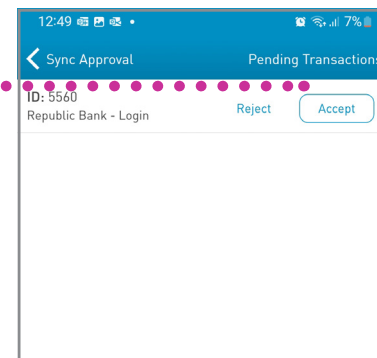 12:49 7%
Sync Approval Pending Transactions
ID: 5560
Republic Bank - Login
Reject Accept